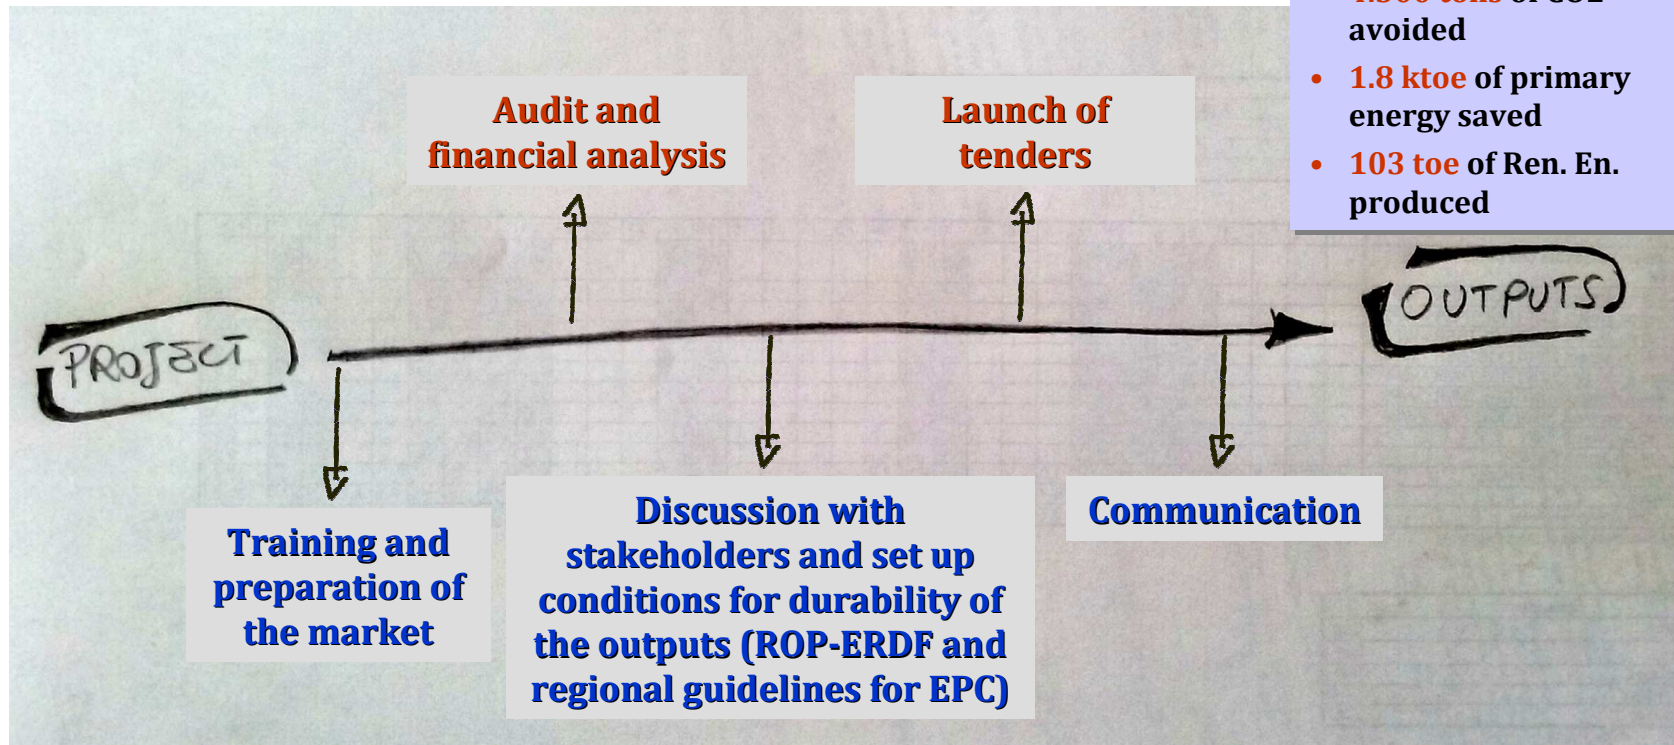 of CO2
avoided
• 1.8 ktoe of primary
energy saved
• 103 toe of Ren. En.
produced
Audit and
financial analysis
Launch of
tenders
PROJECT
OUTPUTS
Training and
preparation of
the market
Discussion with
stakeholders and set up
conditions for durability of
the outputs (ROP-ERDF and
regional guidelines for EPC)
Communication